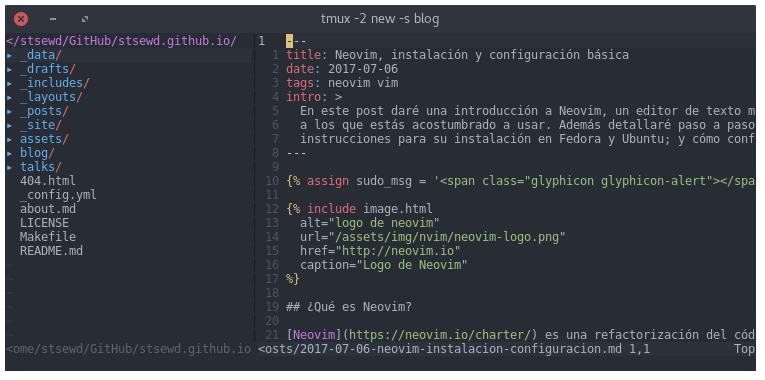 tmux -2 new -s blog
</stsewd/GitHub/stsewd.github.io/
▸ _data/
▸ _drafts/
▸ _includes/
▸ _layouts/
▸ _posts/
▸ _site/
▸ assets/
▸ blog/
▸ talks/
404.html
_config.yml
about.md
LICENSE
Makefile
README.md
~
~
~
~
~
~
<ome/stsewd/GitHub/stsewd.github.io
1 ---
1 title: Neovim, instalación y configuración básica
2 date: 2017-07-06
3 tags: neovim vim
4 intro: >
5 En este post daré una introducción a Neovim, un editor de texto m
6 a los que estás acostumbrado a usar. Además detallaré paso a paso
7 instrucciones para su instalación en Fedora y Ubuntu; y cómo conf
8 ---
9
10 {% assign sudo_msg = '<span class="glyphicon glyphicon-alert"></spa
11
12 {% include image.html
13 alt="logo de neovim"
14 url="/assets/img/nvim/neovim-logo.png"
15 href="http://neovim.io"
16 caption="Logo de Neovim"
17 %}
18
19 ## ¿Qué es Neovim?
20
21 [Neovim](https://neovim.io/charter/) es una refactorización del cód
<osts/2017-07-06-neovim-instalacion-configuracion.md 1,1 Top